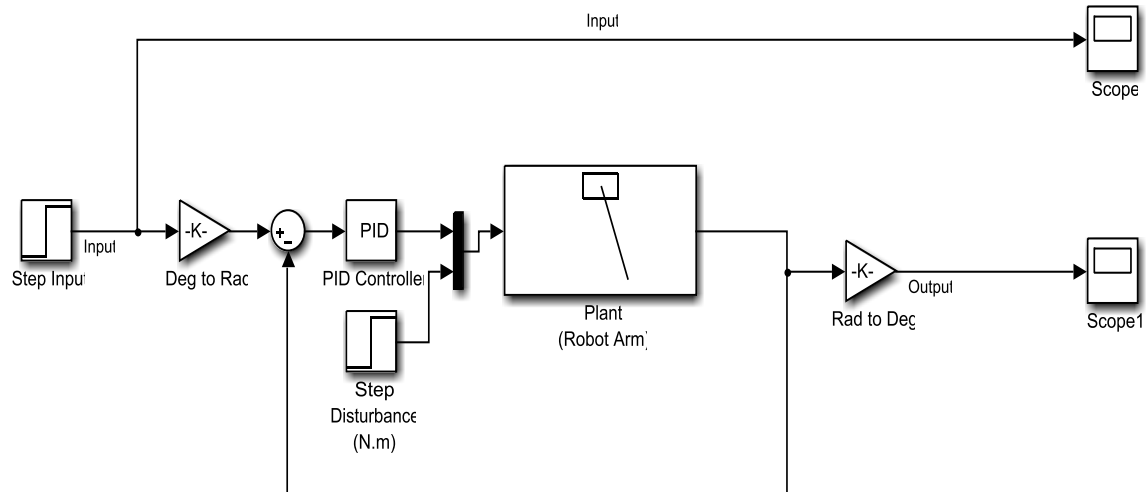 Input
Scope
-K-
+
-
PID
Input
Step Input
Deg to Rad
PID Controller
-K-
Output
Plant
(Robot Arm)
Rad to Deg
Scope1
Step
Disturbance
(N.m)